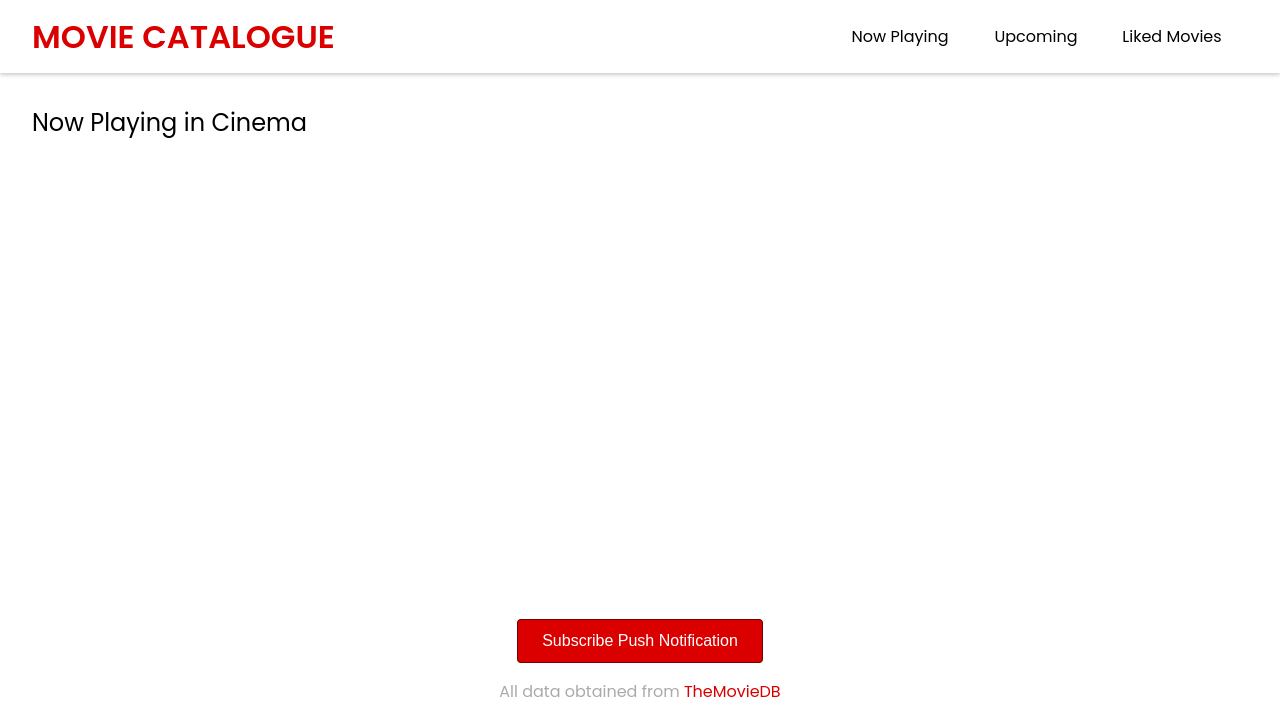 MOVIE CATALOGUE
Now Playing
Upcoming
Liked Movies
Now Playing in Cinema
Subscribe Push Notification
All data obtained from TheMovieDB